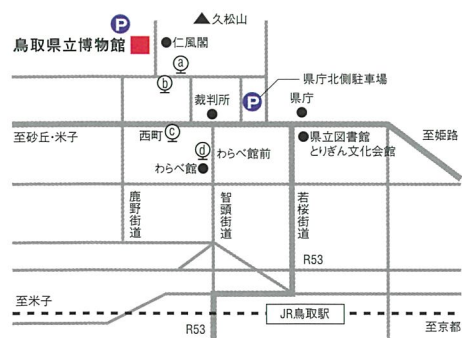 P
▲久松山
鳥取県立博物館
仁風閣
ⓐ
ⓑ
県庁北側駐車場
P
裁判所
県庁
至砂丘・米子
西町
ⓒ
至姫路
県立図書館
とりぎん文化会館
ⓓ
わらべ館前
わらべ館
鹿野街道
智頭街道
若桜街道
R53
至米子
JR鳥取駅
R53
至京都